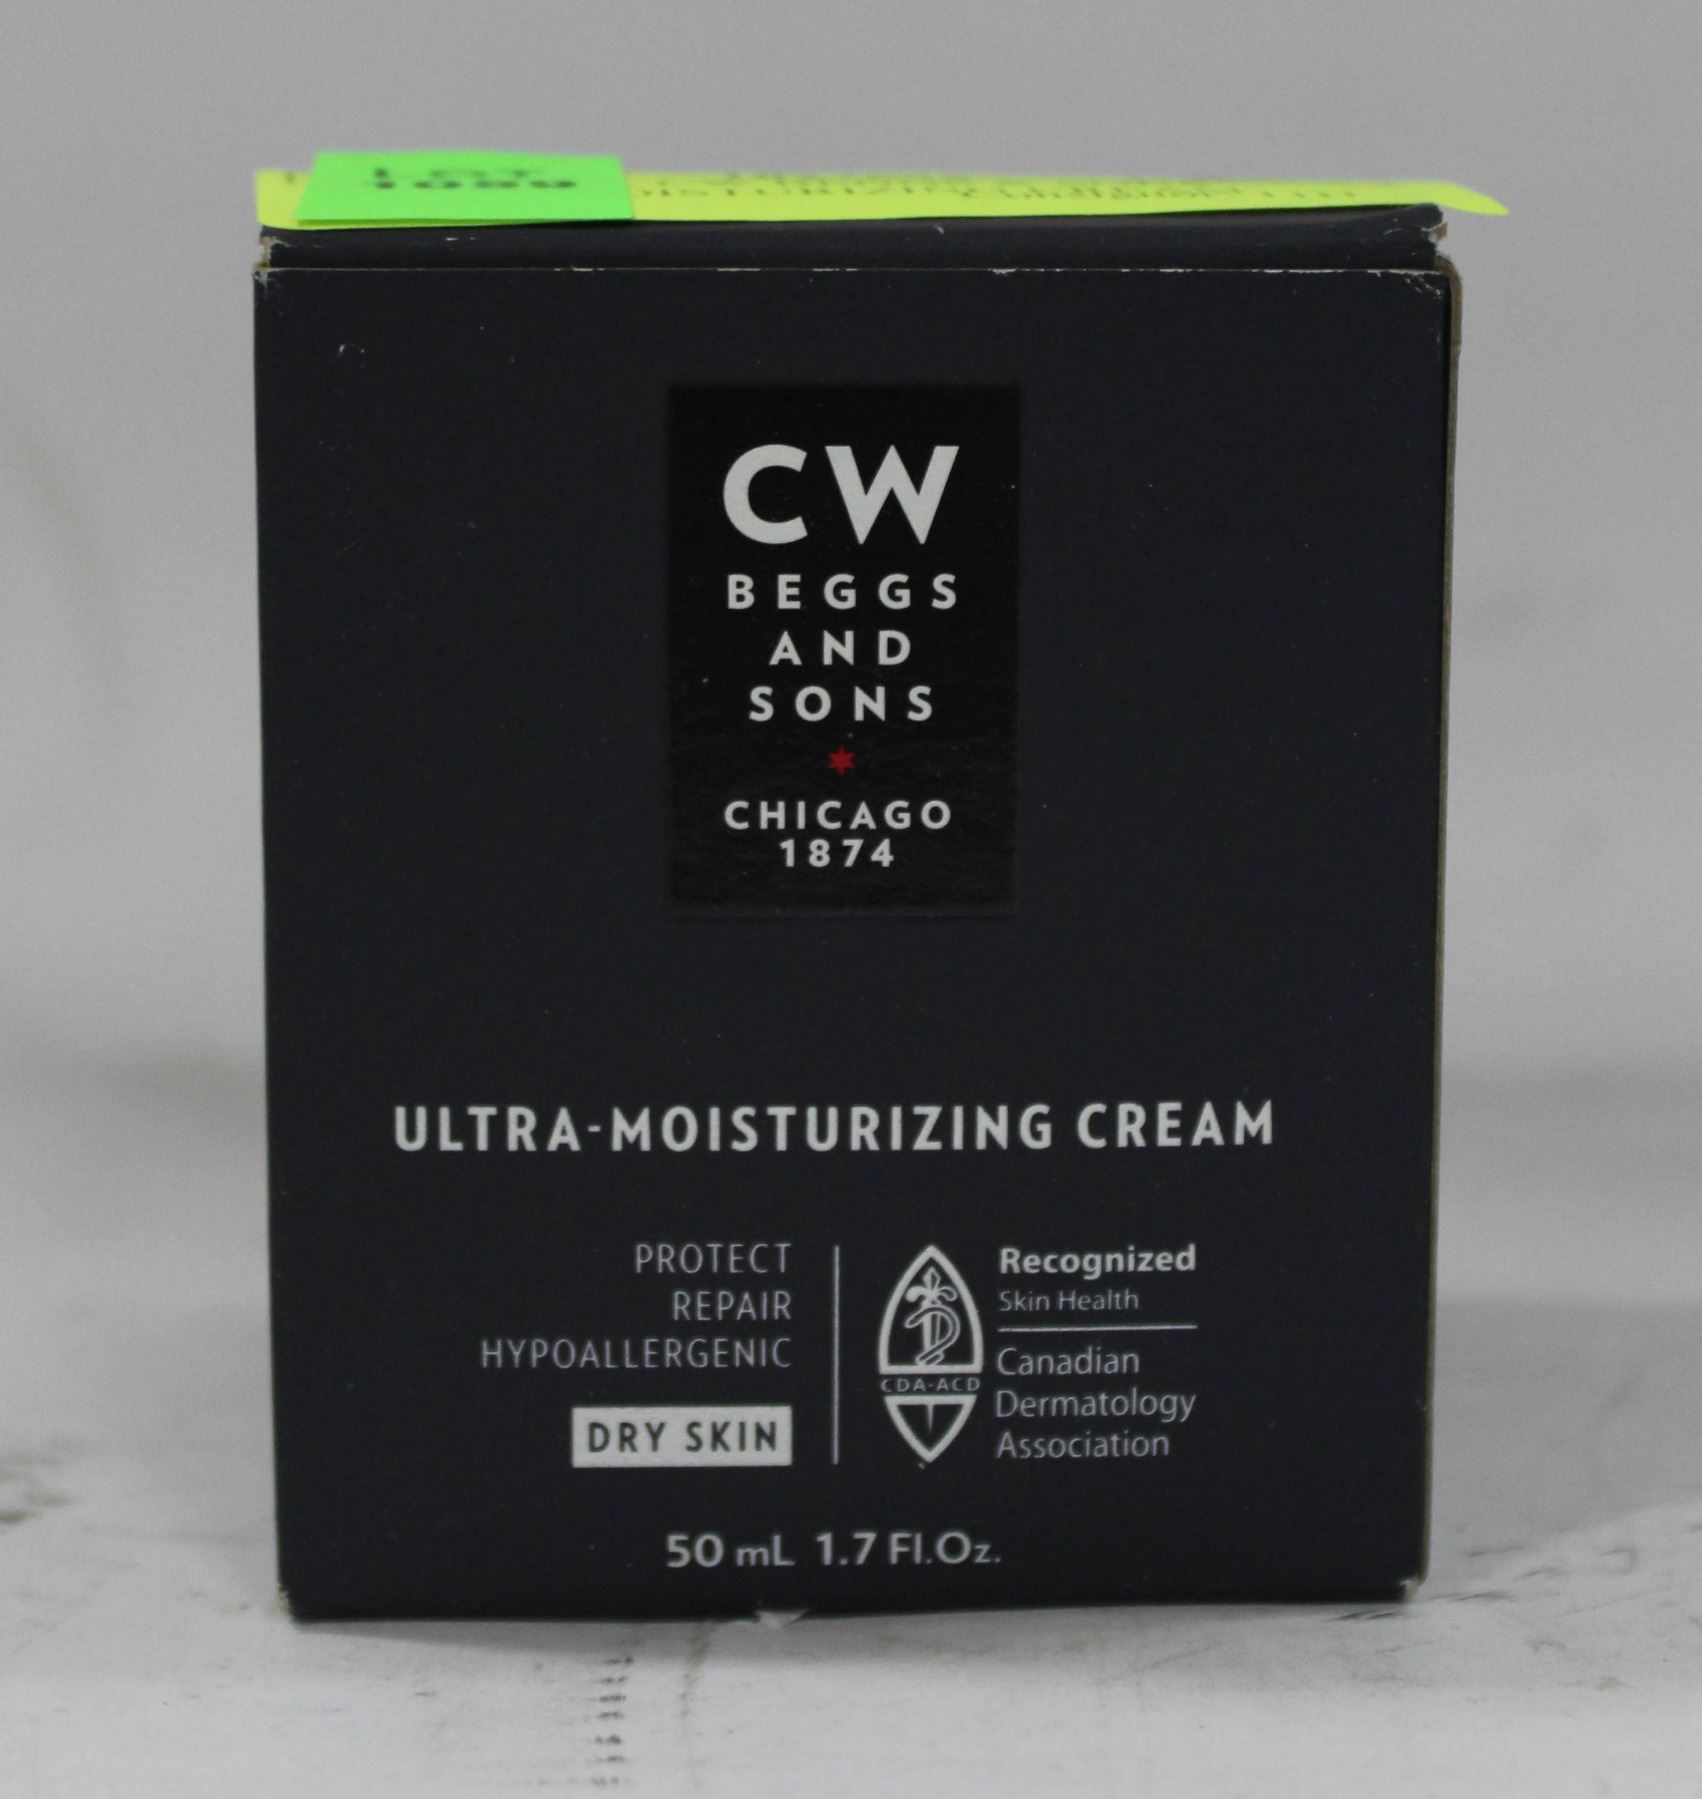 LOT
CW
BEGGS
AND
SONS
CHICAGO
1874
ULTRA-MOISTURIZING CREAM
PROTECT
REPAIR
HYPOALLERGENIC
DRY SKIN
Recognized
Skin Health
Canadian
Dermatology
Association
CDA-ACD
50 mL 1.7 Fl.Oz.